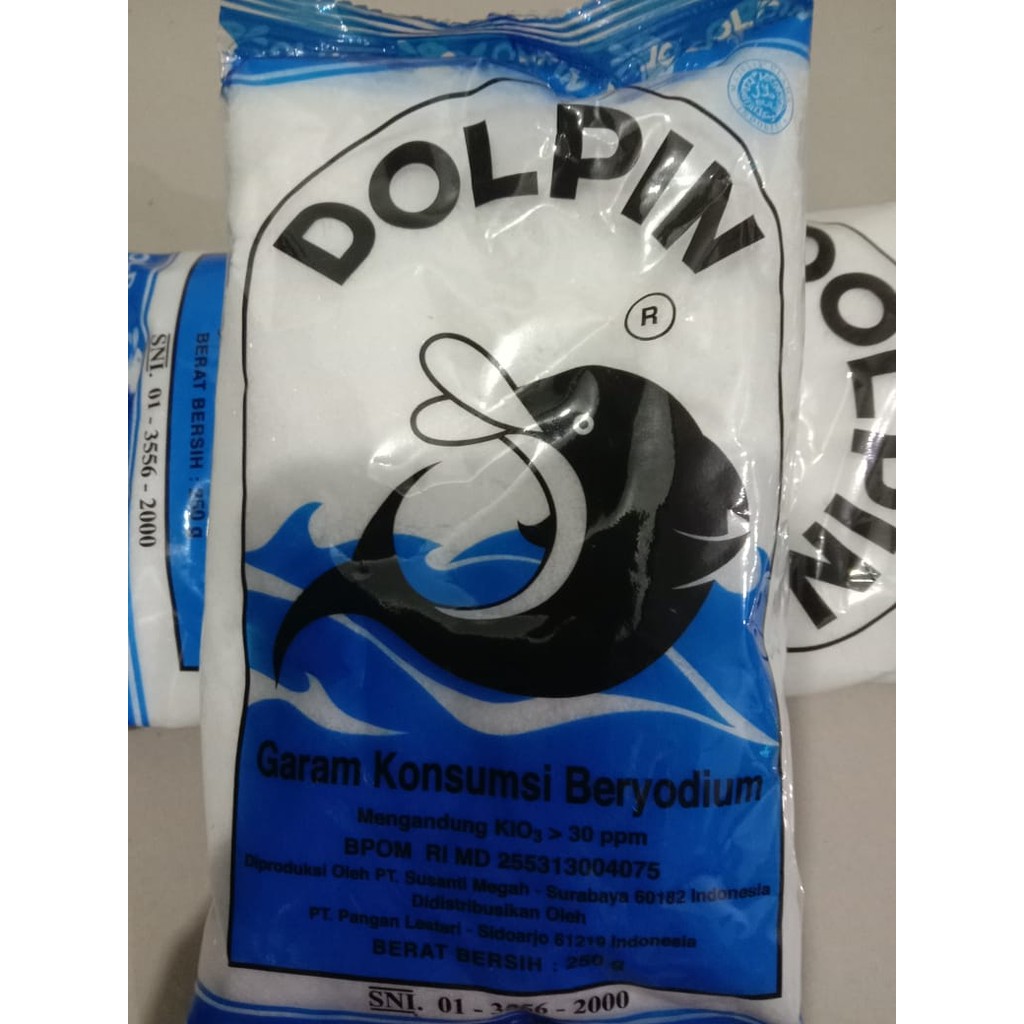 DOLPIN
R
Garam Konsumsi Beryodium
Mengandung KIO₃ > 30 ppm
BPOM RI MD 255313004075
Diproduksi Oleh PT. Susanti Megah - Surabaya 60182 Indonesia
Didistribusikan Oleh
PT. Pangan Lestari - Sidoarjo 61219 Indonesia
BERAT BERSIH : 250 g
SNI. 01 - 3556 - 2000
BERAT BERSIH : 250 g
SNI. 01 - 3556 - 2000
DOLPIN